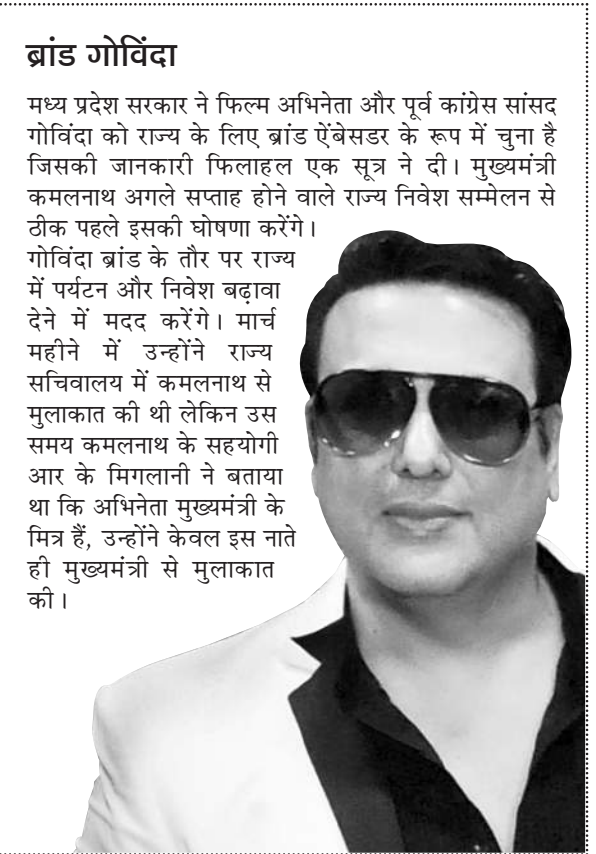 ब्रांड गोविंदा
मध्य प्रदेश सरकार ने फिल्म अभिनेता और पूर्व कांग्रेस सांसद
गोविंदा को राज्य के लिए ब्रांड ऐंबेसडर के रूप में चुना है
जिसकी जानकारी फिलाहल एक सूत्र ने दी। मुख्यमंत्री
कमलनाथ अगले सप्ताह होने वाले राज्य निवेश सम्मेलन से
ठीक पहले इसकी घोषणा करेंगे।
गोविंदा ब्रांड के तौर पर राज्य
में पर्यटन और निवेश बढ़ावा
देने में मदद करेंगे। मार्च
महीने में उन्होंने राज्य
सचिवालय में कमलनाथ से
मुलाकात की थी लेकिन उस
समय कमलनाथ के सहयोगी
आर के मिगलानी ने बताया
था कि अभिनेता मुख्यमंत्री के
मित्र हैं, उन्होंने केवल इस नाते
ही मुख्यमंत्री से मुलाकात
की।